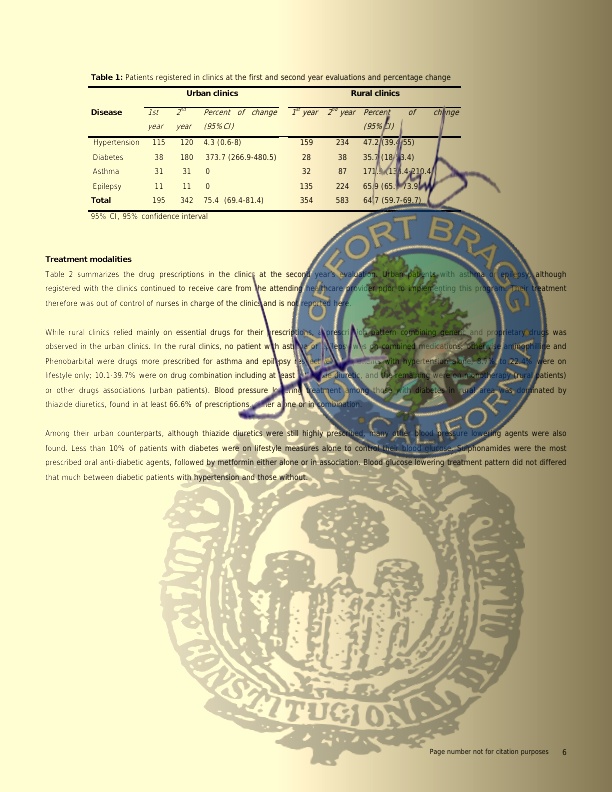 Table 1: Patients registered in clinics at the first and second year evaluations and percentage change
Urban clinics Rural clinics
Disease 1st year 2nd year Percent of change (95%CI) 1st year 2nd year Percent of change (95%CI)
Hypertension 115 120 4.3 (0.6-8) 159 234 47.2 (39.4-55)
Diabetes 38 180 373.7 (266.9-480.5) 28 38 35.7 (18-53.4)
Asthma 31 31 0 32 87
Epilepsy 11 11 0 135 224 65.9 (65.7-73.9)
Total 195 342 75.4 (69.4-81.4) 354 583 64.7 (59.7-69.7)
95% CI, 95% confidence interval
Treatment modalities
Table 2 summarizes the drug prescriptions in the clinics at the second year's evaluation. Urban patients with asthma or epilepsy, although
registered with the clinics continued to receive care from the attending healthcare provider prior to implementing this program. Their treatment
therefore was out of control of nurses in charge of the clinics and is not reported here.
While rural clinics relied mainly on essential drugs for their prescriptions, a prescription pattern combining generic and proprietary drugs was
observed in the urban clinics. In the rural clinics, no patient with asthma or epilepsy was on combined medications. Otherwise aminophiline and
Phenobarbital were drugs more prescribed for asthma and epilepsy with hypertension, to 22.4% were on
lifestyle only; 10.1-39.7% were on drug combination including at least diuretic, and the remaining were on monotherapy (rural patients)
or other drugs associations (urban patients). Blood pressure lowering treatment among those with diabetes in rural area was dominated by
thiazide diuretics, found in at least 66.6% of prescriptions, either alone or in combination.
Among their urban counterparts, although thiazide diuretics were still highly prescribed, many other blood pressure lowering agents were also
found. Less than 10% of patients with diabetes were on lifestyle measures alone to control their blood glucose. Sulphonamides were the most
prescribed oral anti-diabetic agents, followed by metformin either alone or in association. Blood glucose lowering treatment pattern did not differed
that much between diabetic patients with hypertension and those without.
FORT BRAGG
CONSTITUCIONAL
Page number not for citation purposes 6